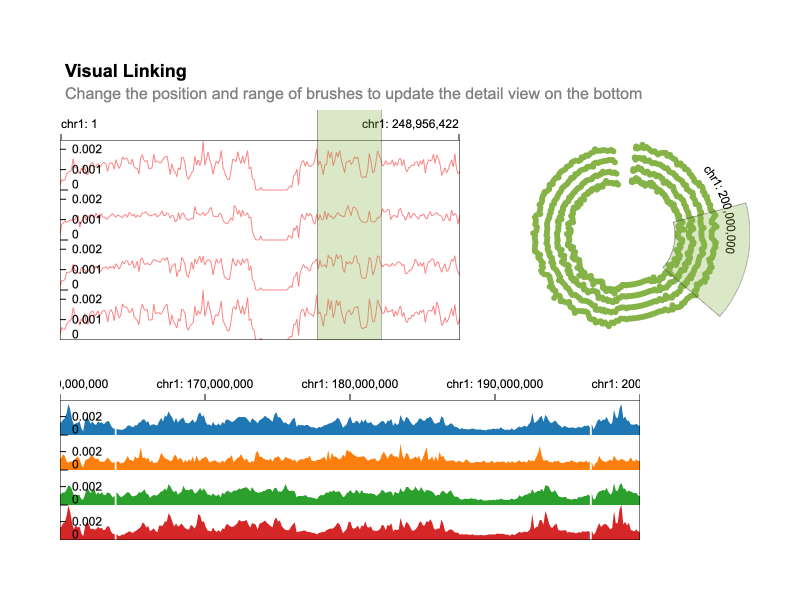 Visual Linking
Change the position and range of brushes to update the detail view on the bottom
chr1: 1
chr1: 248,956,422
0.002
0.001
0
0.002
0.001
0
0.002
0.001
0
0.002
0.001
0
chr1: 200,000,000
0,000,000
chr1: 170,000,000
chr1: 180,000,000
chr1: 190,000,000
chr1: 200
0.002
0
0.002
0
0.002
0
0.002
0